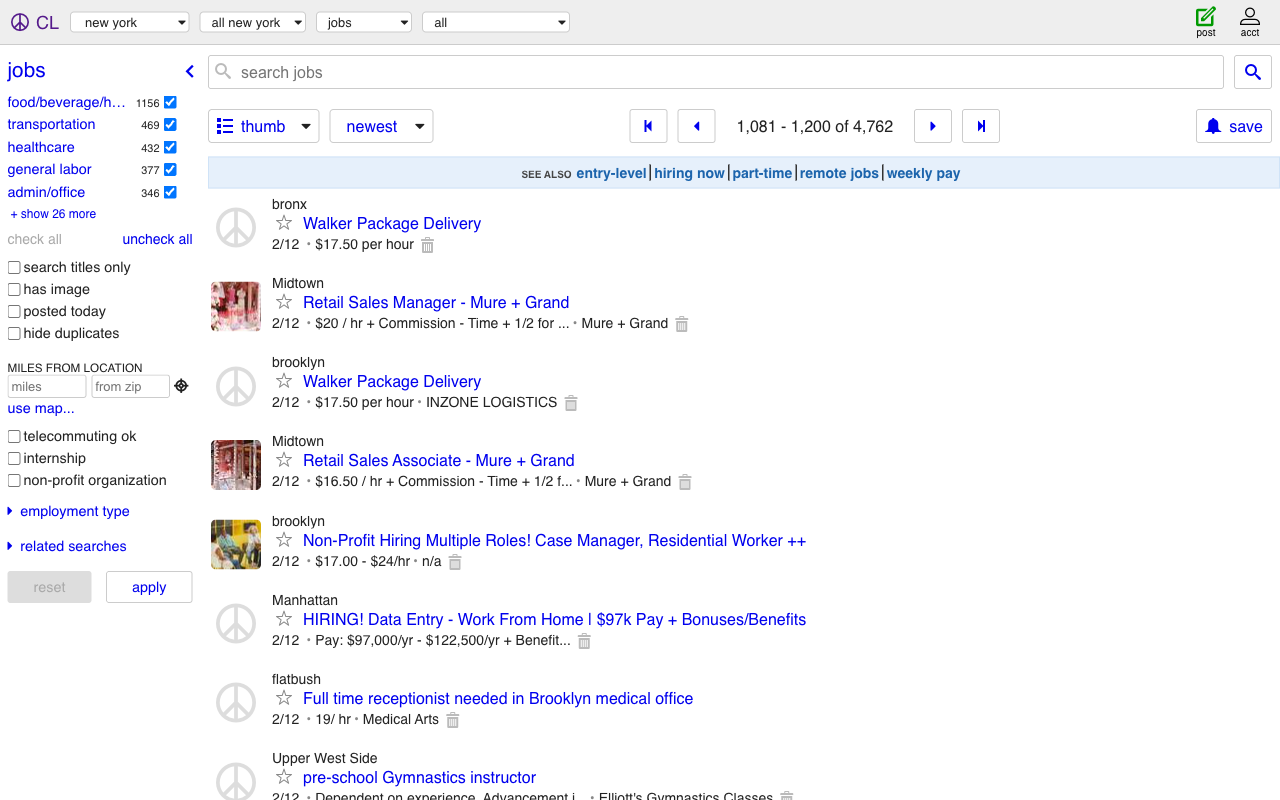 CL new york all new york jobs all post acct
jobs
search jobs
food/beverage/h... 1156
transportation 469
healthcare 432
general labor 377
admin/office 346
+ show 26 more
check all uncheck all
search titles only
has image
posted today
hide duplicates
MILES FROM LOCATION
miles from zip
use map...
telecommuting ok
internship
non-profit organization
employment type
related searches
reset apply
thumb newest 1,081 - 1,200 of 4,762 save
SEE ALSO entry-level | hiring now | part-time | remote jobs | weekly pay
bronx
Walker Package Delivery
2/12 • $17.50 per hour
Midtown
Retail Sales Manager - Mure + Grand
2/12 • $20 / hr + Commission - Time + 1/2 for ... • Mure + Grand
brooklyn
Walker Package Delivery
2/12 • $17.50 per hour • INZONE LOGISTICS
Midtown
Retail Sales Associate - Mure + Grand
2/12 • $16.50 / hr + Commission - Time + 1/2 f... • Mure + Grand
brooklyn
Non-Profit Hiring Multiple Roles! Case Manager, Residential Worker ++
2/12 • $17.00 - $24/hr • n/a
Manhattan
HIRING! Data Entry - Work From Home | $97k Pay + Bonuses/Benefits
2/12 • Pay: $97,000/yr - $122,500/yr + Benefit...
flatbush
Full time receptionist needed in Brooklyn medical office
2/12 • 19/ hr • Medical Arts
Upper West Side
pre-school Gymnastics instructor
2/12 • Dependent on experience. Advancement i... • Elliott's Gymnastics Classes